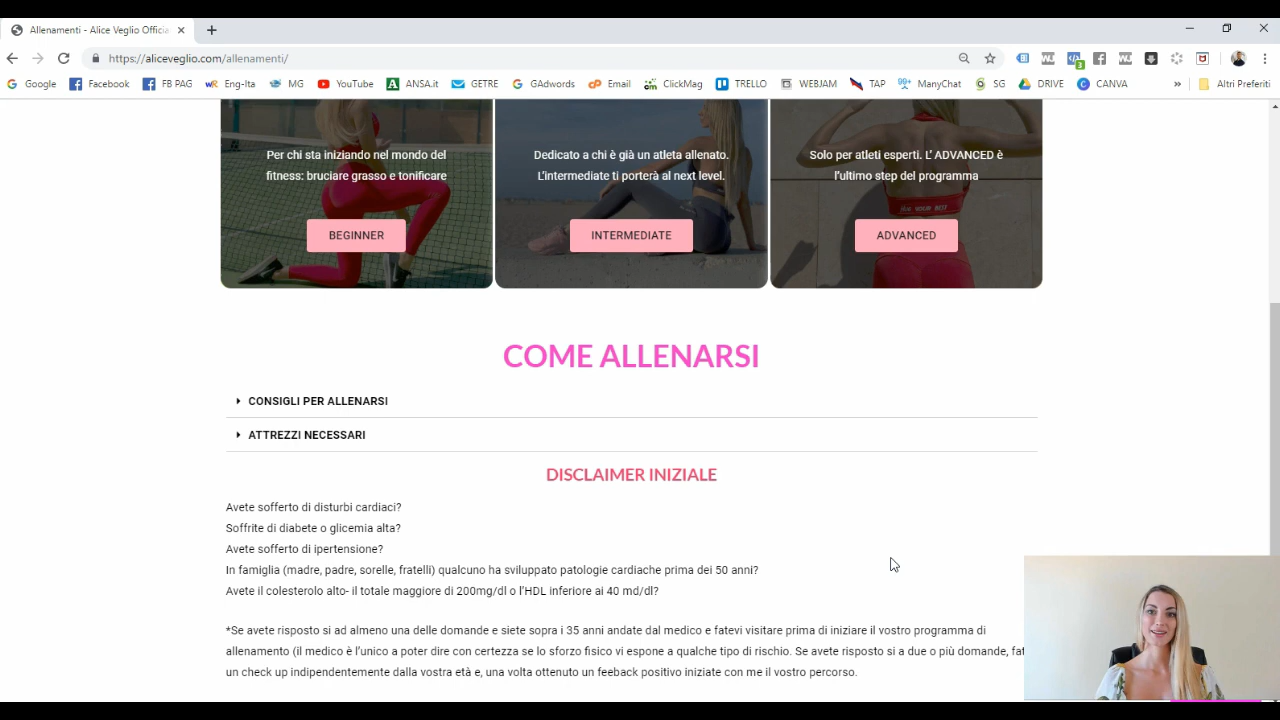 Allenamenti - Alice Veglio Officia
https://aliceveglio.com/allenamenti/
3
Google
Facebook
FB PAG
wR Eng-Ita
MG
YouTube
A ANSA.it
GETRE
GAdwords
Email
ClickMag
TRELLO
WEBJAM
TAP
99+ ManyChat
SG
DRIVE
C CANVA
» Altri Preferiti
Per chi sta iniziando nel mondo del
fitness: bruciare grasso e tonificare
BEGINNER
Dedicato a chi è già un atleta allenato.
L'intermediate ti porterà al next level.
INTERMEDIATE
Solo per atleti esperti. L' ADVANCED è
l'ultimo step del programma
ADVANCED
COME ALLENARSI
CONSIGLI PER ALLENARSI
ATTREZZI NECESSARI
DISCLAIMER INIZIALE
Avete sofferto di disturbi cardiaci?
Soffrite di diabete o glicemia alta?
Avete sofferto di ipertensione?
In famiglia (madre, padre, sorelle, fratelli) qualcuno ha sviluppato patologie cardiache prima dei 50 anni?
Avete il colesterolo alto- il totale maggiore di 200mg/dl o l'HDL inferiore ai 40 md/dl?
*Se avete risposto si ad almeno una delle domande e siete sopra i 35 anni andate dal medico e fatevi visitare prima di iniziare il vostro programma di
allenamento (il medico è l'unico a poter dire con certezza se lo sforzo fisico vi espone a qualche tipo di rischio. Se avete risposto si a due o più domande, fat
un check up indipendentemente dalla vostra età e, una volta ottenuto un feeback positivo iniziate con me il vostro percorso.